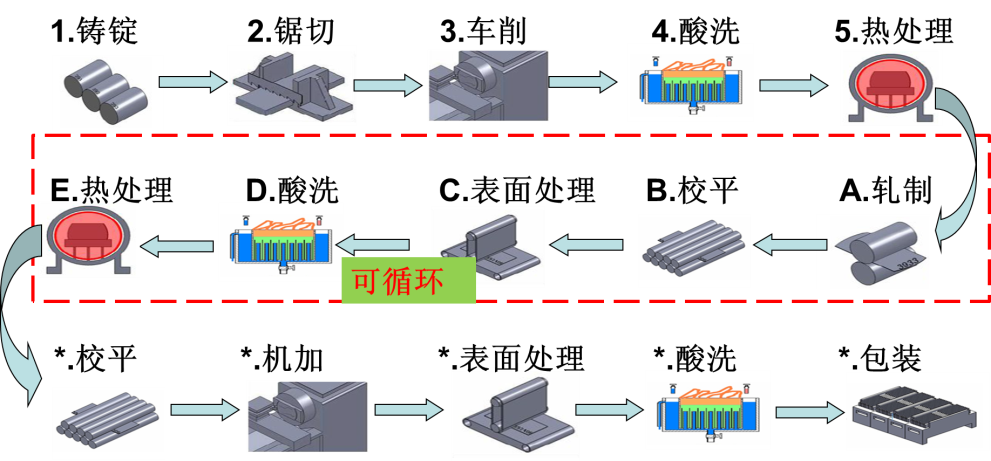 1.铸锭
2.锯切
3.车削
4.酸洗
5.热处理
E.热处理
D.酸洗
C.表面处理
B.校平
A.轧制
可循环
*.校平
*.机加
*.表面处理
*.酸洗
*.包装